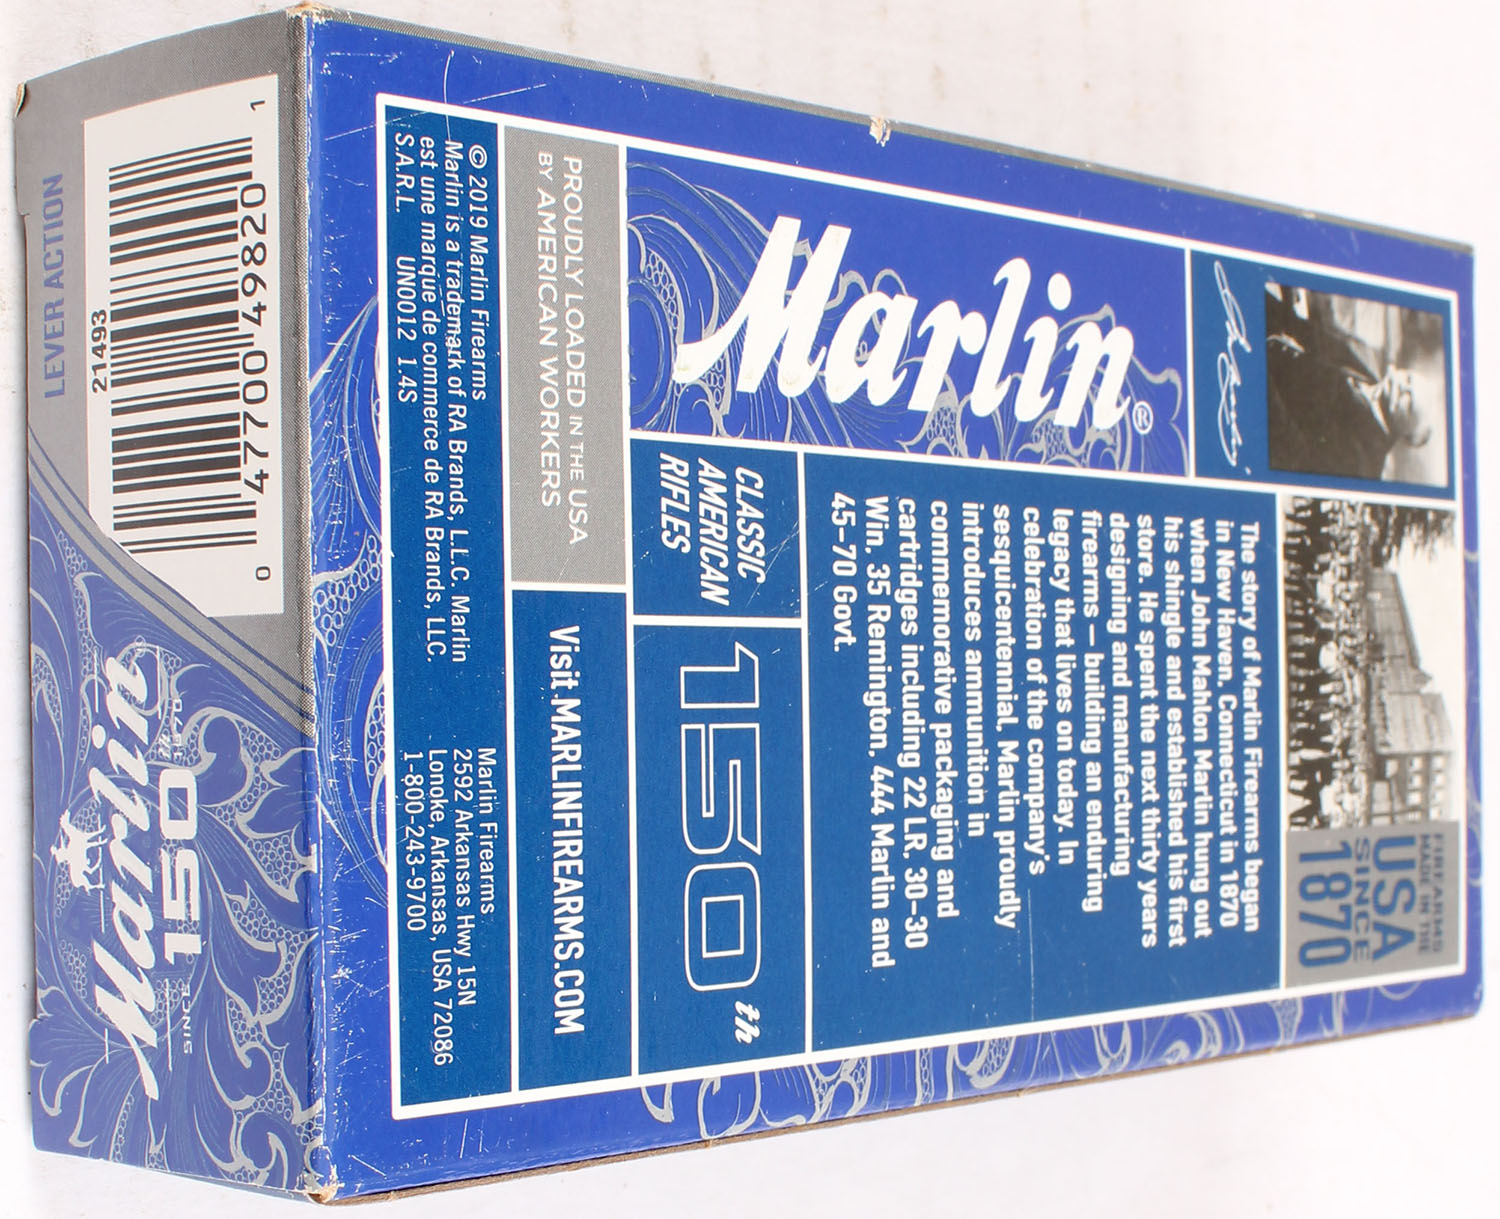 FIREARMS
MADE IN THE
USA
SINCE
1870
Marlin®
The story of Marlin Firearms began
in New Haven, Connecticut in 1870
when John Mahlon Marlin hung out
his shingle and established his first
store. He spent the next thirty years
designing and manufacturing
firearms – building an enduring
legacy that lives on today. In
celebration of the company's
sesquicentennial, Marlin proudly
introduces ammunition in
commemorative packaging and
cartridges including 22 LR, 30-30
Win, 35 Remington, 444 Marlin and
45-70 Govt.
CLASSIC
AMERICAN
RIFLES
150th
PROUDLY LOADED IN THE USA
BY AMERICAN WORKERS
Visit MARLINFIREARMS.COM
© 2019 Marlin Firearms
Marlin is a trademark of RA Brands, L.L.C. Marlin
est une marque de commerce de RA Brands, LLC.
S.A.R.L. UN0012 1.4S
Marlin Firearms
2592 Arkansas Hwy 15N
Lonoke, Arkansas, USA 72086
1-800-243-9700
LEVER ACTION
21493
0 47700 49820 1
Marlin
150
SINCE
1870